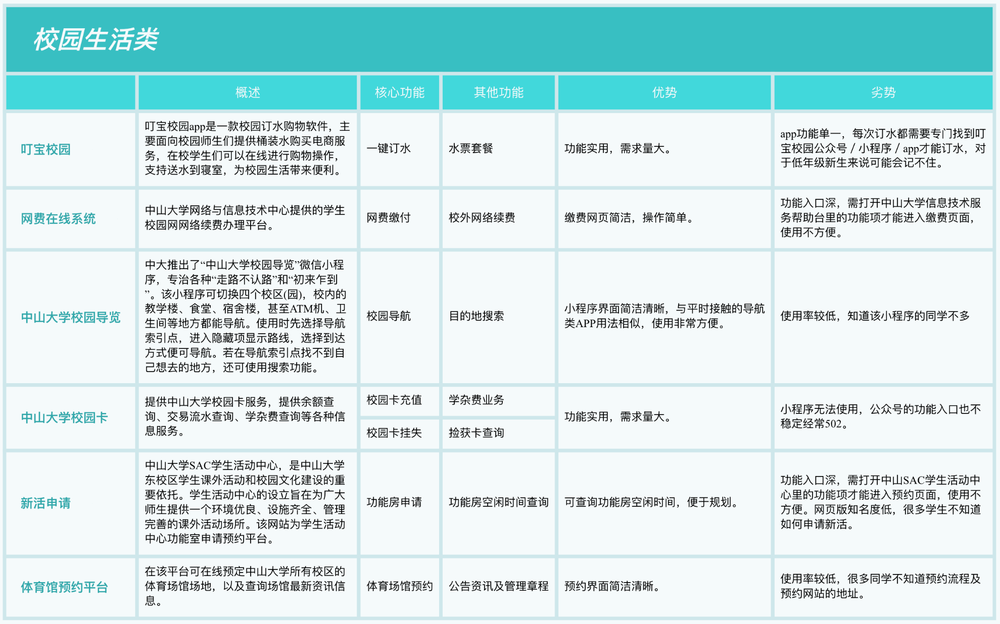 校园生活类
概述
核心功能
其他功能
优势
劣势
叮宝校园
叮宝校园app是一款校园订水购物软件，主
要面向校园师生们提供桶装水购买电商服
务，在校学生们可以在线进行购物操作，
支持送水到寝室，为校园生活带来便利。
一键订水
水票套餐
功能实用，需求量大。
app功能单一，每次订水都需要专门找到叮
宝校园公众号 / 小程序 / app才能订水，对
于低年级新生来说可能会记不住。
网费在线系统
中山大学网络与信息技术中心提供的学生
校园网网络续费办理平台。
网费缴付
校外网络续费
缴费网页简洁，操作简单。
功能入口深，需打开中山大学信息技术服
务帮助台里的功能项才能进入缴费页面，
使用不方便。
中山大学校园导览
中大推出了“中山大学校园导览”微信小程
序，专治各种“走路不认路”和“初来乍到
”。该小程序可切换四个校区(园)，校内的
教学楼、食堂、宿舍楼，甚至ATM机、卫
生间等地方都能导航。使用时先选择导航
索引点，进入隐藏项显示路线，选择到达
方式便可导航。若在导航索引点找不到自
己想去的地方，还可使用搜索功能。
校园导航
目的地搜索
小程序界面简洁清晰，与平时接触的导航
类APP用法相似，使用非常方便。
使用率较低，知道该小程序的同学不多
中山大学校园卡
提供中山大学校园卡服务，提供余额查
询、交易流水查询、学杂费查询等各种信
息服务。
校园卡充值
学杂费业务
校园卡挂失
捡获卡查询
功能实用，需求量大。
小程序无法使用，公众号的功能入口也不
稳定经常502。
新活申请
中山大学SAC学生活动中心，是中山大学
东校区学生课外活动和校园文化建设的重
要依托。学生活动中心的设立旨在为广大
师生提供一个环境优良、设施齐全、管理
完善的课外活动场所。该网站为学生活动
中心功能室申请预约平台。
功能房申请
功能房空闲时间查询
可查询功能房空闲时间，便于规划。
功能入口深，需打开中山SAC学生活动中
心里的功能项才能进入预约页面，使用不
方便。网页版知名度低，很多学生不知道
如何申请新活。
体育馆预约平台
在该平台可在线预定中山大学所有校区的
体育场馆场地，以及查询场馆最新资讯信
息。
体育场馆预约
公告资讯及管理章程
预约界面简洁清晰。
使用率较低，很多同学不知道预约流程及
预约网站的地址。